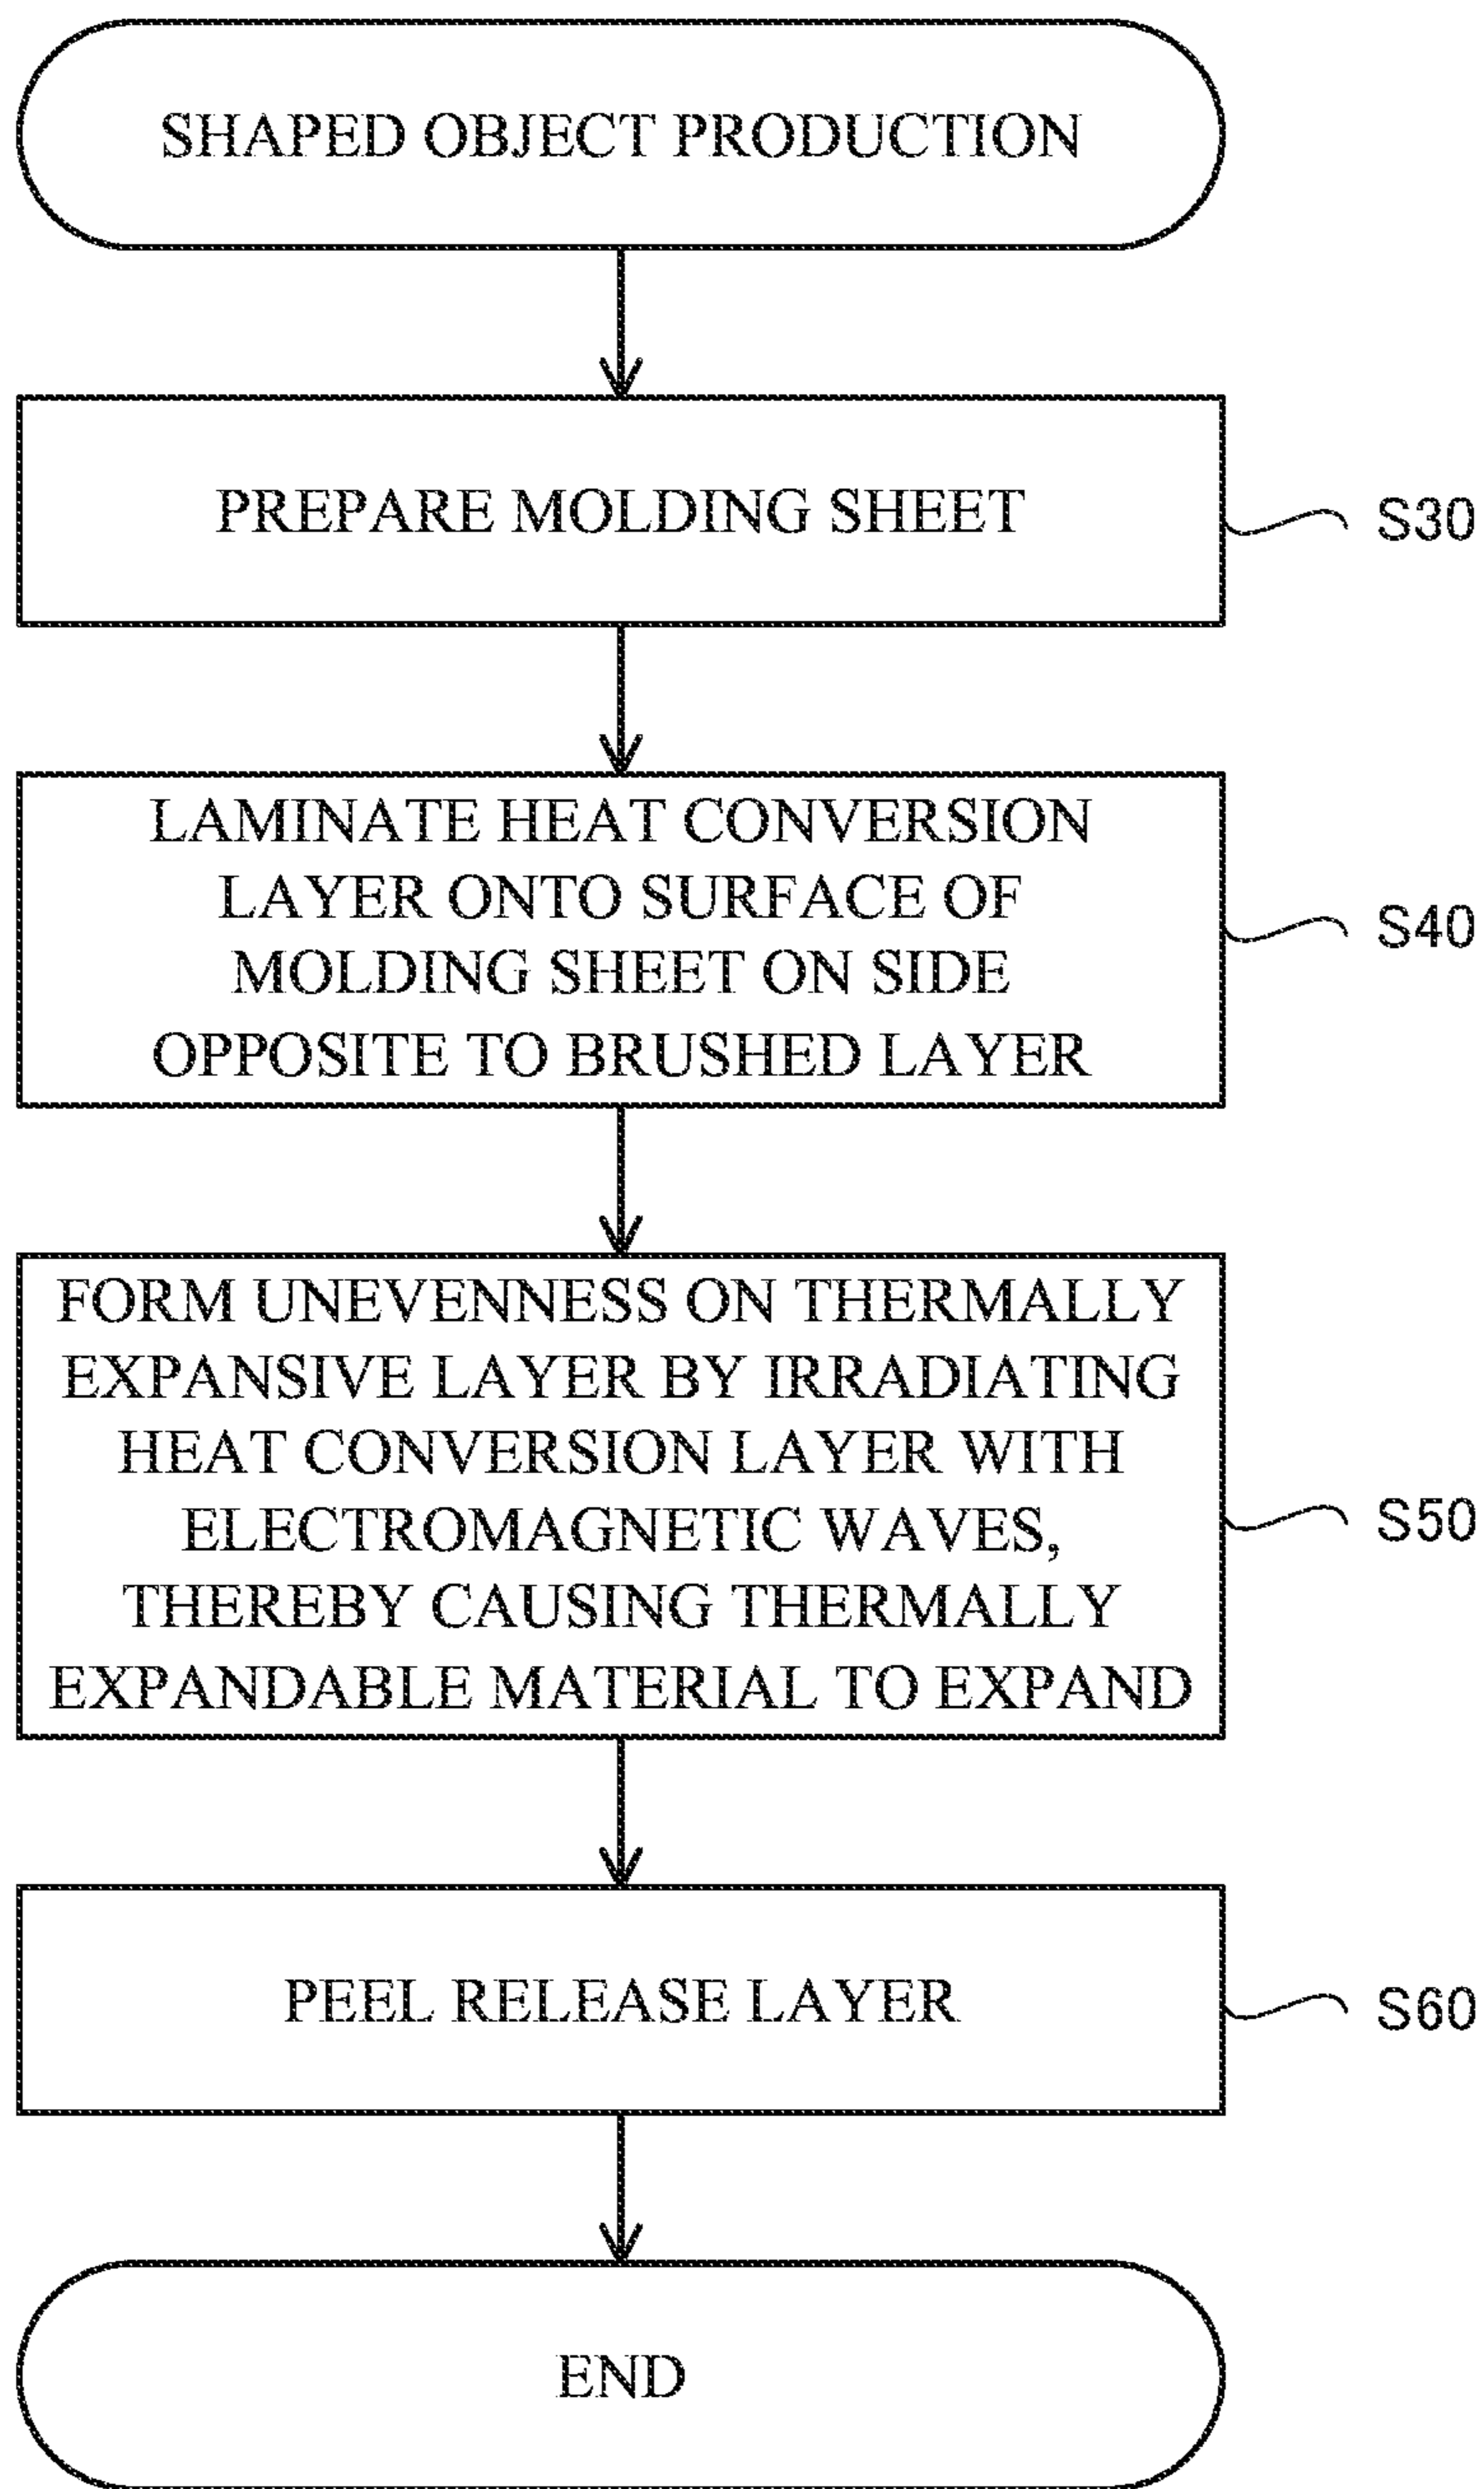 SHAPED OBJECT PRODUCTION
PREPARE MOLDING SHEET
S30
LAMINATE HEAT CONVERSION
LAYER ONTO SURFACE OF
MOLDING SHEET ON SIDE
OPPOSITE TO BRUSHED LAYER
S40
FORM UNEVENNESS ON THERMALLY
EXPANSIVE LAYER BY IRRADIATING
HEAT CONVERSION LAYER WITH
ELECTROMAGNETIC WAVES,
THEREBY CAUSING THERMALLY
EXPANDABLE MATERIAL TO EXPAND
S50
PEEL RELEASE LAYER
S60
END